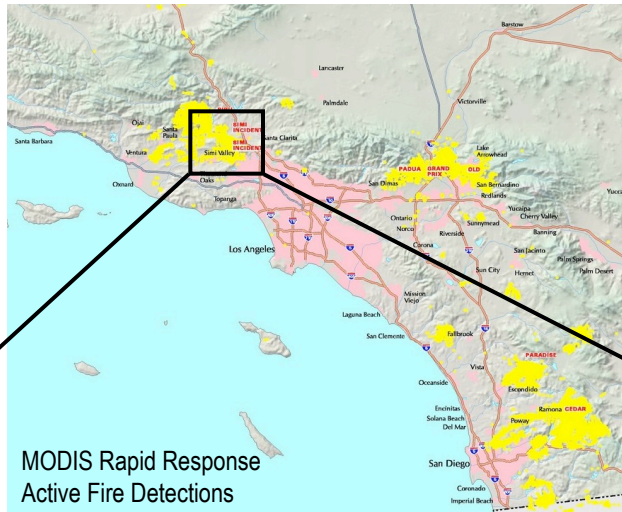 Barstow
Lancaster
Palmdale
Victorville
Ojai
Santa
Paula
SIMI
INCIDENT
Santa Clarita
Santa Barbara
Ventura
SIMI
INCIDENT
Simi Valley
Lake
Arrowhead
Oxnard
Oaks
Topanga
San Dimas
PADUA
GRAND
PRIX
OLD
San Bernardino
Redlands
Yucaipa
Cherry Valley
Ontario
Norco
Riverside
Sunnymead
Banning
Los Angeles
Corona
San Jacinto
Palm Springs
Sun City
Hemet
Palm Desert
Mission
Viejo
Laguna Beach
San Clemente
Fallbrook
PARADISE
Vista
Oceanside
Escondido
Encinitas
Solana Beach
Del Mar
Ramona
CEDAR
Poway
San Diego
Coronado
Imperial Beach
MODIS Rapid Response
Active Fire Detections